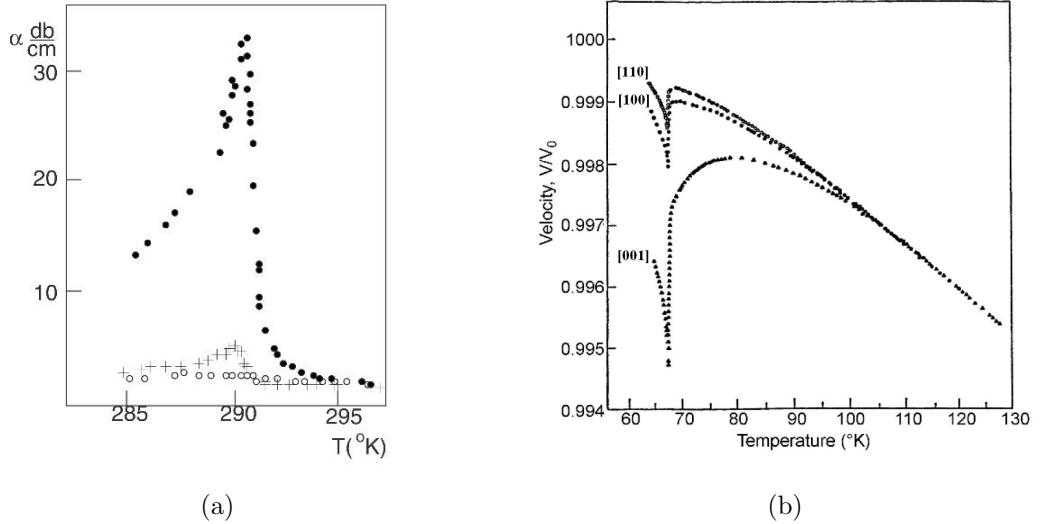 α db/cm
30
20
10
285 290 295
T(°K)
(a)
1000
0.999
0.998
0.997
0.996
0.995
0.994
Velocity, V/V₀
[110]
[100]
[001]
60 70 80 90 100 110 120 130
Temperature (°K)
(b)